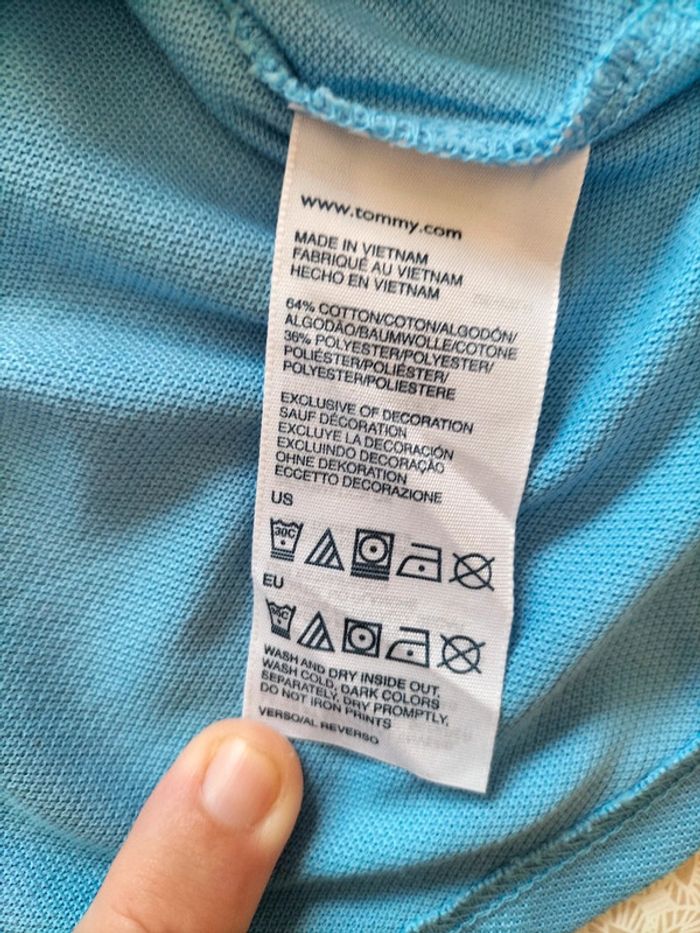 www.tommy.com
MADE IN VIETNAM
FABRIQUÉ AU VIETNAM
HECHO EN VIETNAM
64% COTTON/COTON/ALGODÓN/
ALGODÃO/BAUMWOLLE/COTONE
36% POLYESTER/POLYESTER/
POLIÉSTER/POLIÉSTER/
POLYESTER/POLIESTERE
EXCLUSIVE OF DECORATION
SAUF DÉCORATION
EXCLUYE LA DECORACIÓN
EXCLUINDO DECORAÇÃO
OHNE DEKORATION
ECCETTO DECORAZIONE
US
30C
EU
WASH AND DRY INSIDE OUT,
WASH COLD, DARK COLORS
SEPARATELY, DRY PROMPTLY,
DO NOT IRON PRINTS
VERSO/AL REVERSO